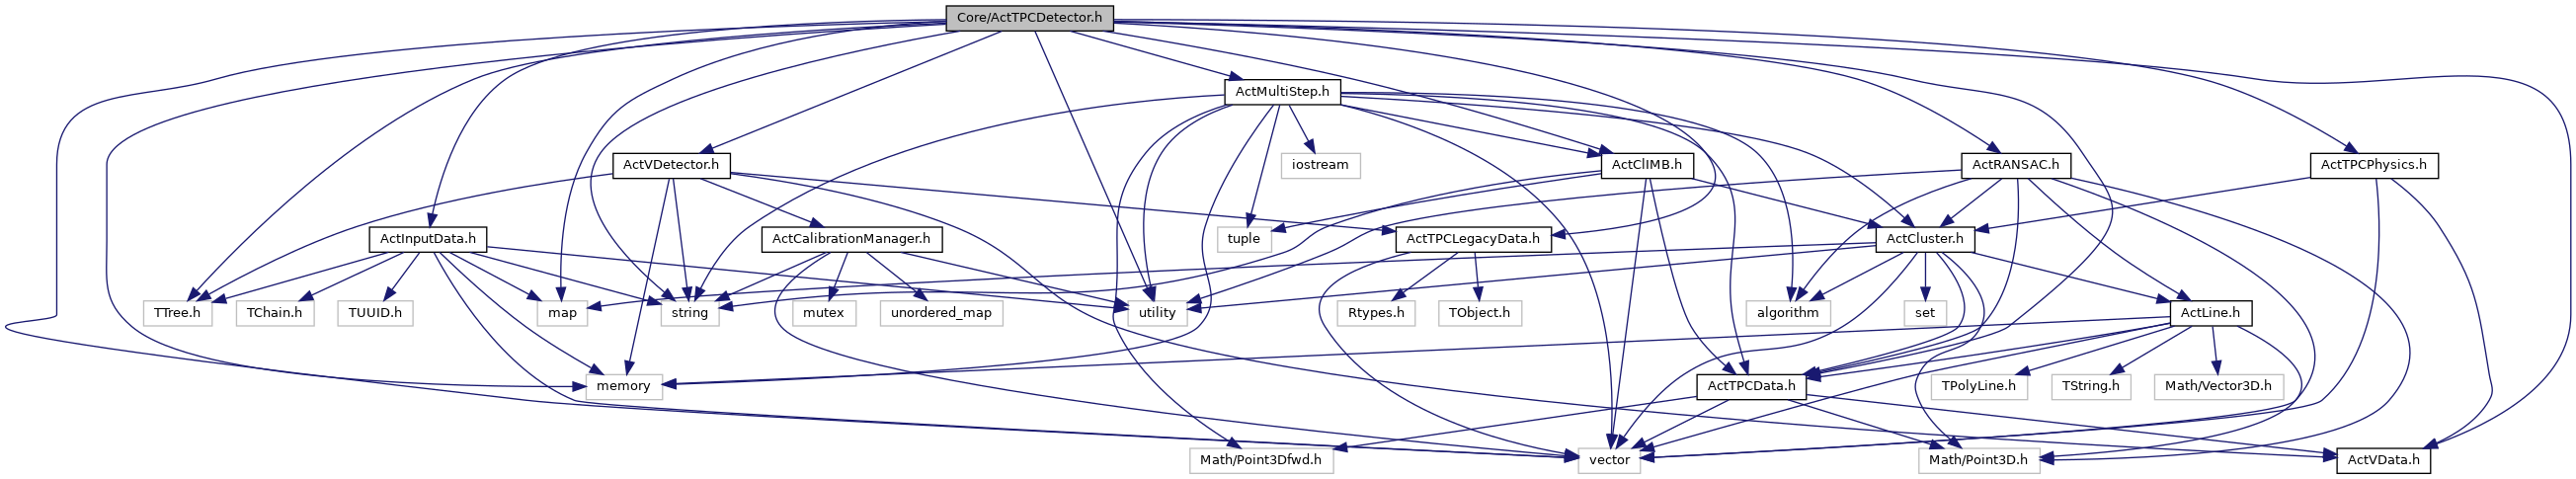 Core/ActTPCDetector.h
ActMultiStep.h
ActVDetector.h
iostream
ActClIMB.h
ActRANSAC.h
ActTPCPhysics.h
ActInputData.h
ActCalibrationManager.h
tuple
ActTPCLegacyData.h
ActCluster.h
TTree.h
TChain.h
TUUID.h
map
string
mutex
unordered_map
utility
Rtypes.h
TObject.h
algorithm
set
ActLine.h
memory
ActTPCData.h
TPolyLine.h
TString.h
Math/Vector3D.h
Math/Point3Dfwd.h
vector
Math/Point3D.h
ActVData.h